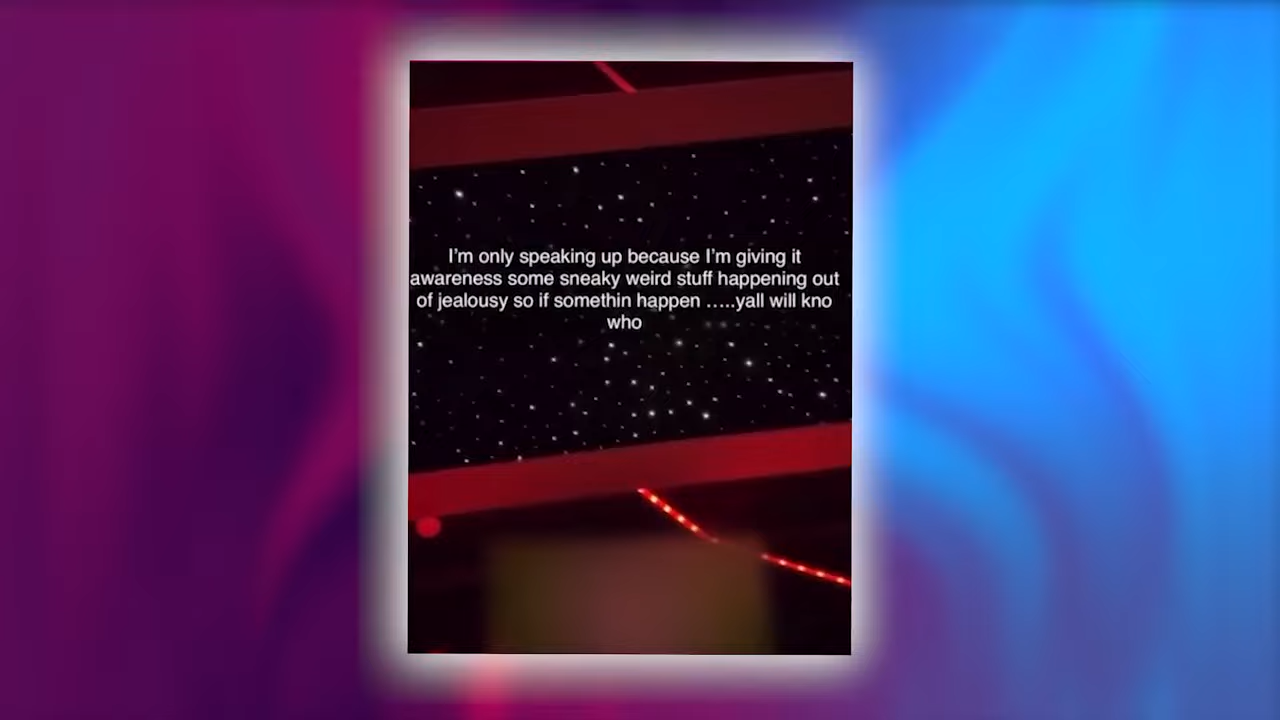 I'm only speaking up because I'm giving it
awareness some sneaky weird stuff happening out
of jealousy so if somethin happen .....yall will kno
who